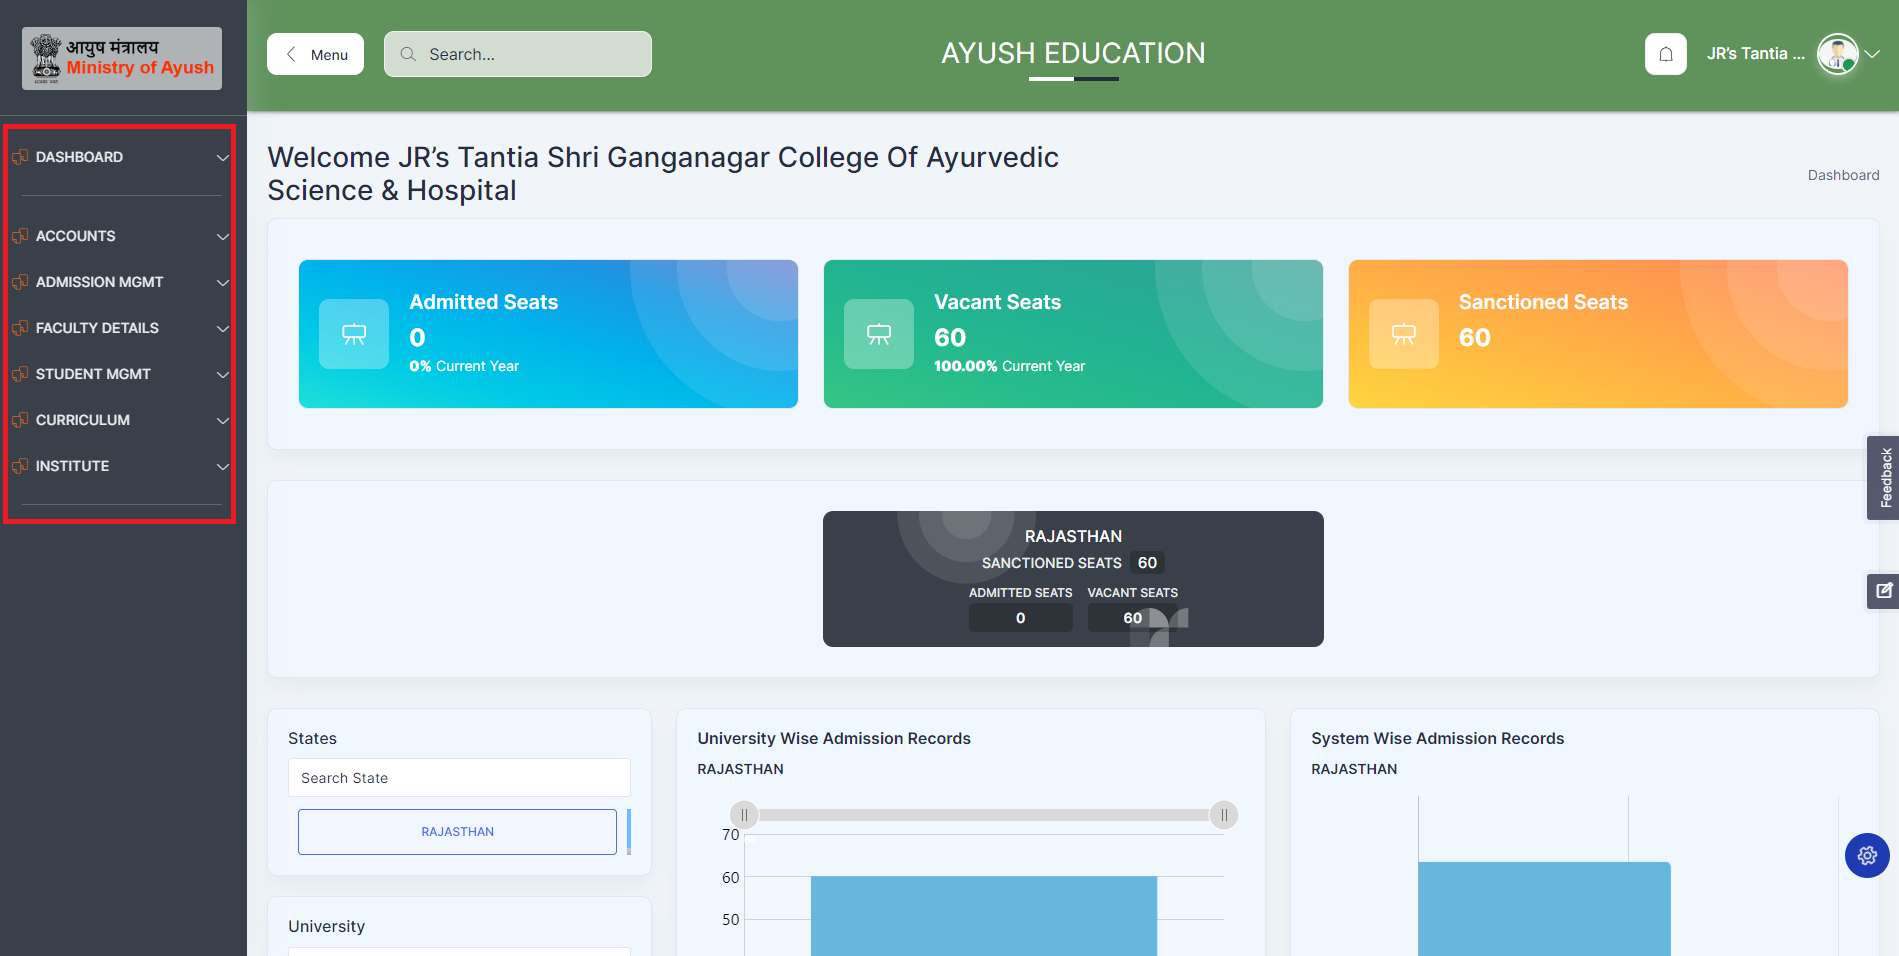 आयुष मंत्रालय
Ministry of Ayush
DASHBOARD
ACCOUNTS
ADMISSION MGMT
FACULTY DETAILS
STUDENT MGMT
CURRICULUM
INSTITUTE
Menu
Search...
AYUSH EDUCATION
JR's Tantia ...
Welcome JR's Tantia Shri Ganganagar College Of Ayurvedic
Science & Hospital
Dashboard
Admitted Seats
0
0% Current Year
Vacant Seats
60
100.00% Current Year
Sanctioned Seats
60
Feedback
RAJASTHAN
SANCTIONED SEATS 60
ADMITTED SEATS VACANT SEATS
0 60
States
Search State
RAJASTHAN
University
University Wise Admission Records
RAJASTHAN
70
60
50
System Wise Admission Records
RAJASTHAN